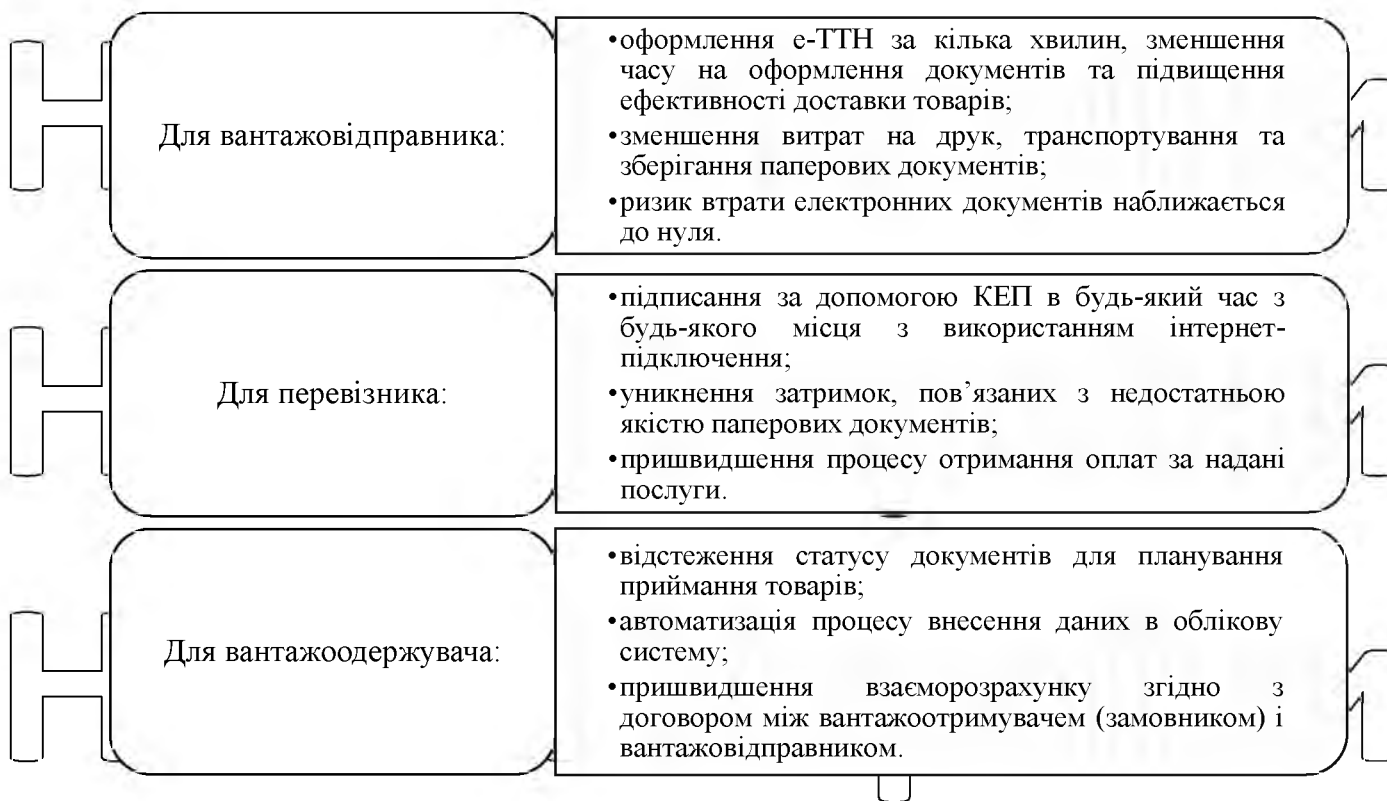 Для вантажовідправника:
•оформлення е-ТТН за кілька хвилин, зменшення
часу на оформлення документів та підвищення
ефективності доставки товарів;
•зменшення витрат на друк, транспортування та
зберігання паперових документів;
•ризик втрати електронних документів наближається
до нуля.
Для перевізника:
•підписання за допомогою КЕП в будь-який час з
будь-якого місця з використанням інтернет-
підключення;
•уникнення затримок, пов’язаних з недостатньою
якістю паперових документів;
•пришвидшення процесу отримання оплат за надані
послуги.
Для вантажоодержувача:
•відстеження статусу документів для планування
приймання товарів;
•автоматизація процесу внесення даних в облікову
систему;
•пришвидшення взаєморозрахунку згідно з
договором між вантажоотримувачем (замовником) і
вантажовідправником.